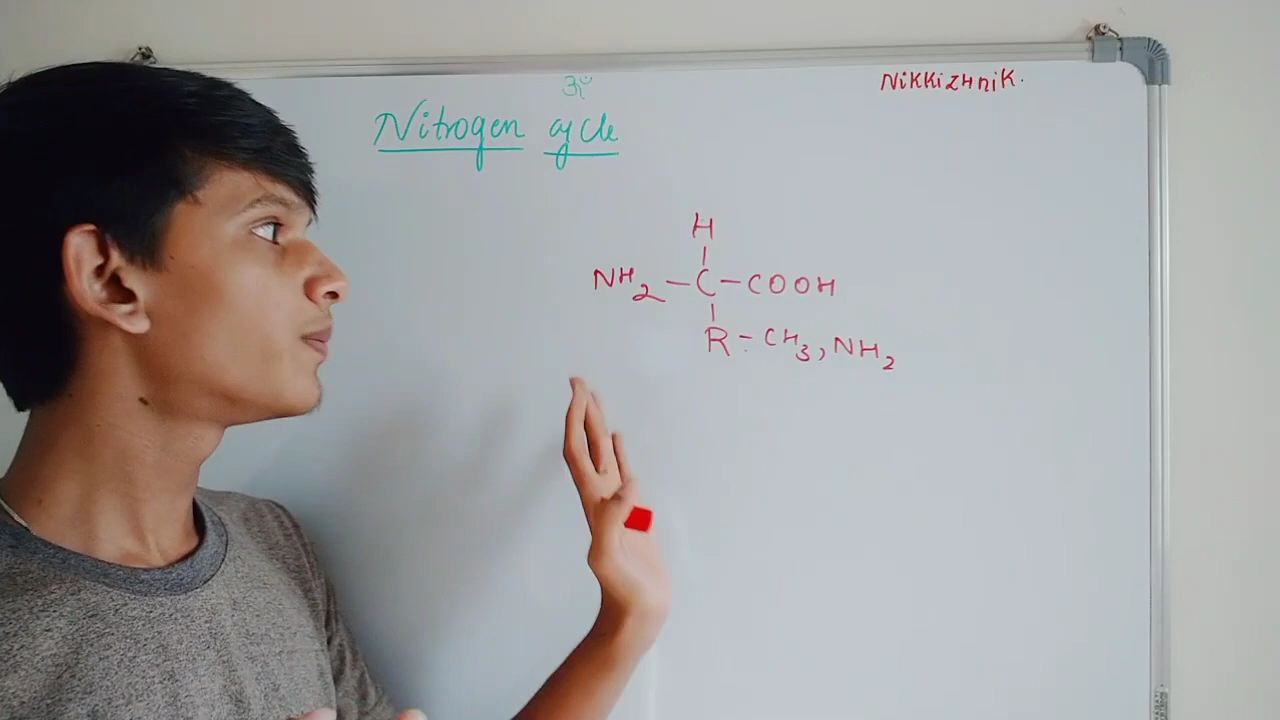 ૐ
NiKKiZHniK.
Nitrogen cycle
H
NH2 - C - COOH
R - CH3, NH2